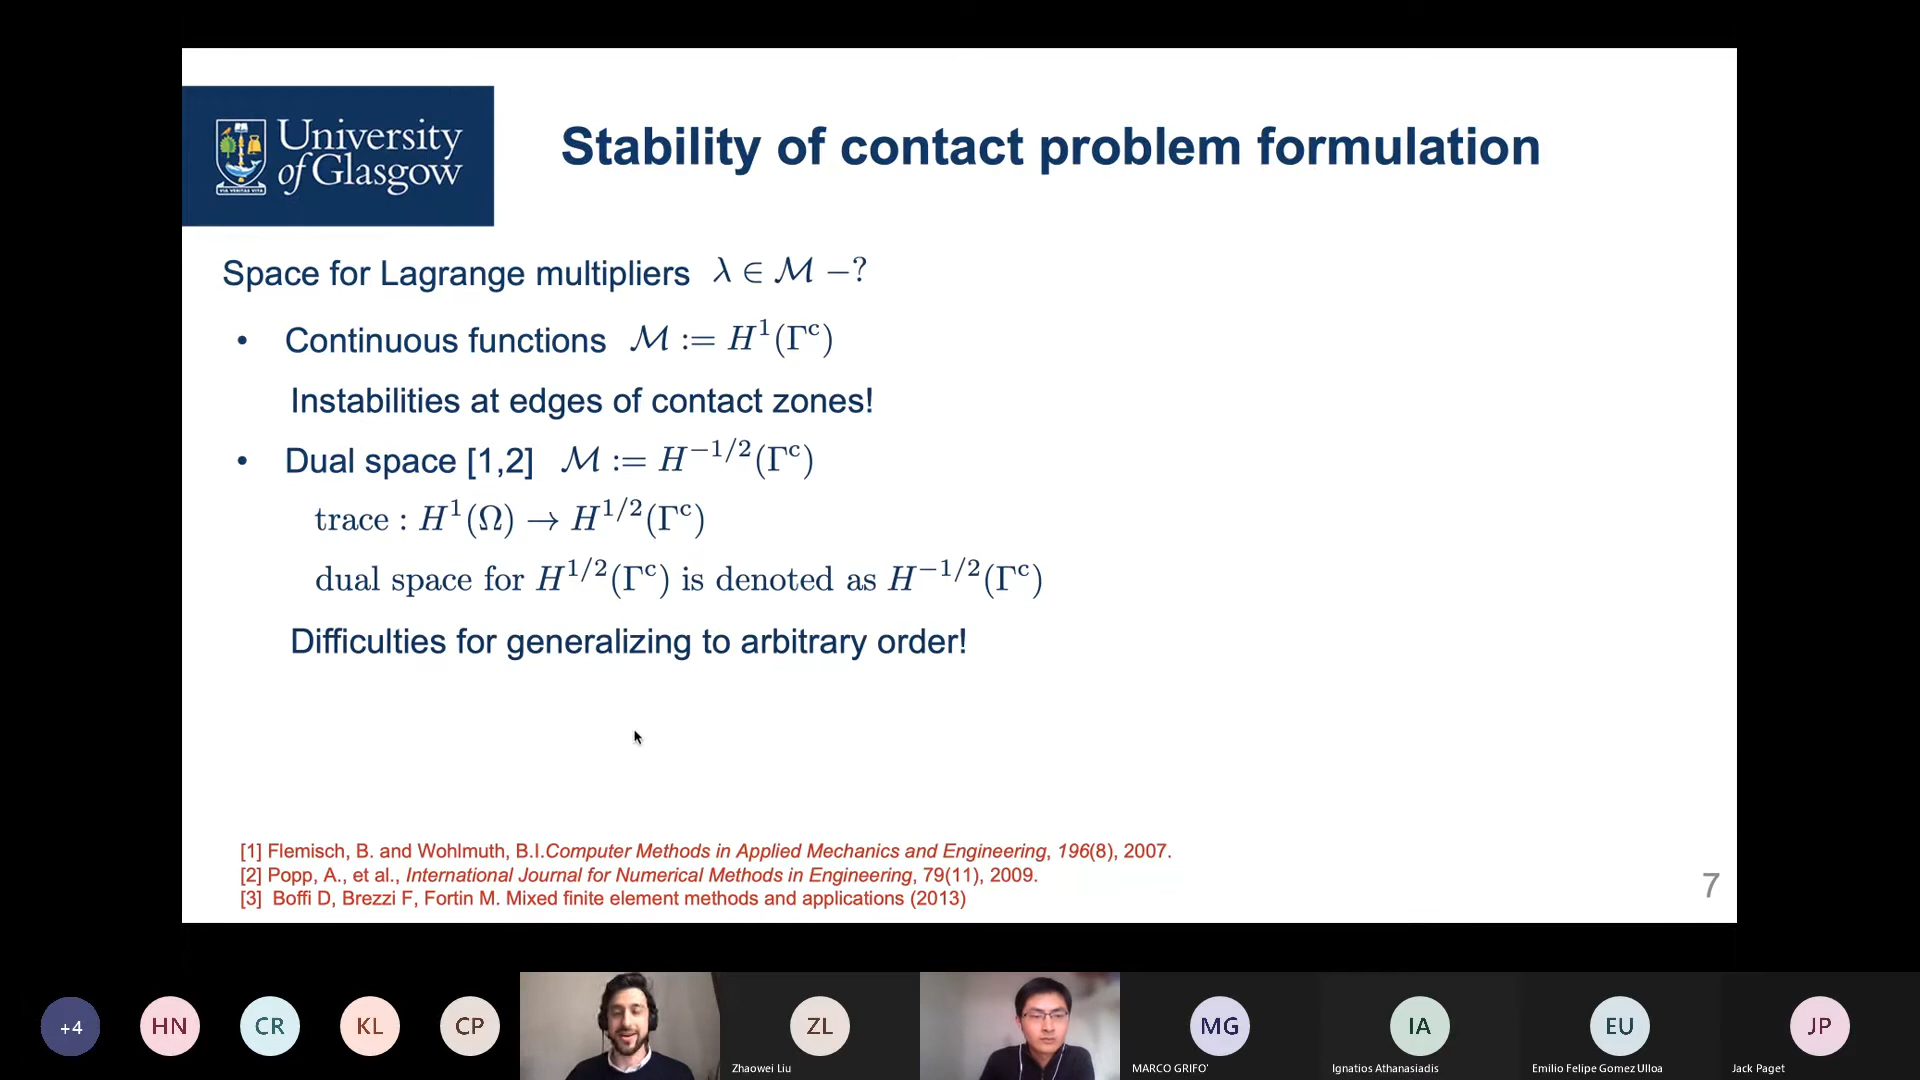 University
of Glasgow
VIA VERITAS VITA
Stability of contact problem formulation
Space for Lagrange multipliers λ ∈ ℳ −?
• Continuous functions ℳ := H¹(Γᶜ)
Instabilities at edges of contact zones!
• Dual space [1,2] ℳ := H⁻¹/²(Γᶜ)
trace : H¹(Ω) → H¹/²(Γᶜ)
dual space for H¹/²(Γᶜ) is denoted as H⁻¹/²(Γᶜ)
Difficulties for generalizing to arbitrary order!
[1] Flemisch, B. and Wohlmuth, B.I.Computer Methods in Applied Mechanics and Engineering, 196(8), 2007.
[2] Popp, A., et al., International Journal for Numerical Methods in Engineering, 79(11), 2009.
[3] Boffi D, Brezzi F, Fortin M. Mixed finite element methods and applications (2013)
7
+4 HN CR KL CP ZL MG IA EU JP
Zhaowei Liu MARCO GRIFO' Ignatios Athanasiadis Emilio Felipe Gomez Ulloa Jack Paget